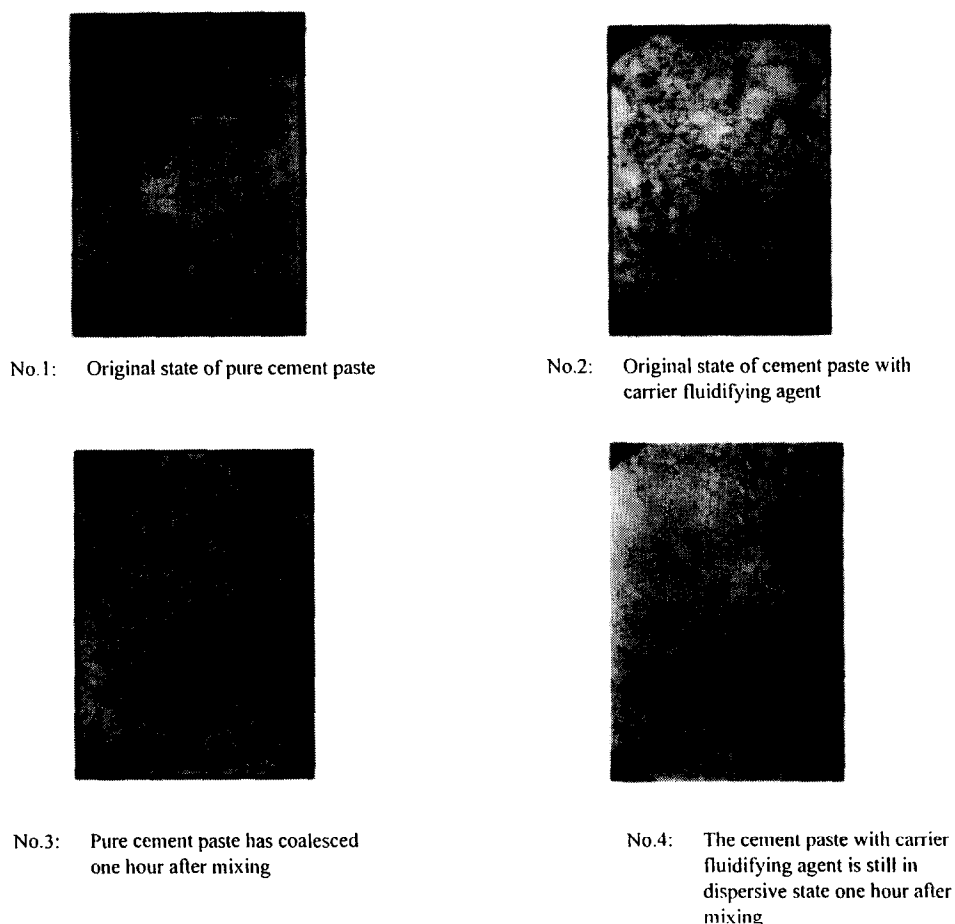 No.1: Original state of pure cement paste
No.2: Original state of cement paste with
carrier fluidifying agent
No.3: Pure cement paste has coalesced
one hour after mixing
No.4: The cement paste with carrier
fluidifying agent is still in
dispersive state one hour after
mixing